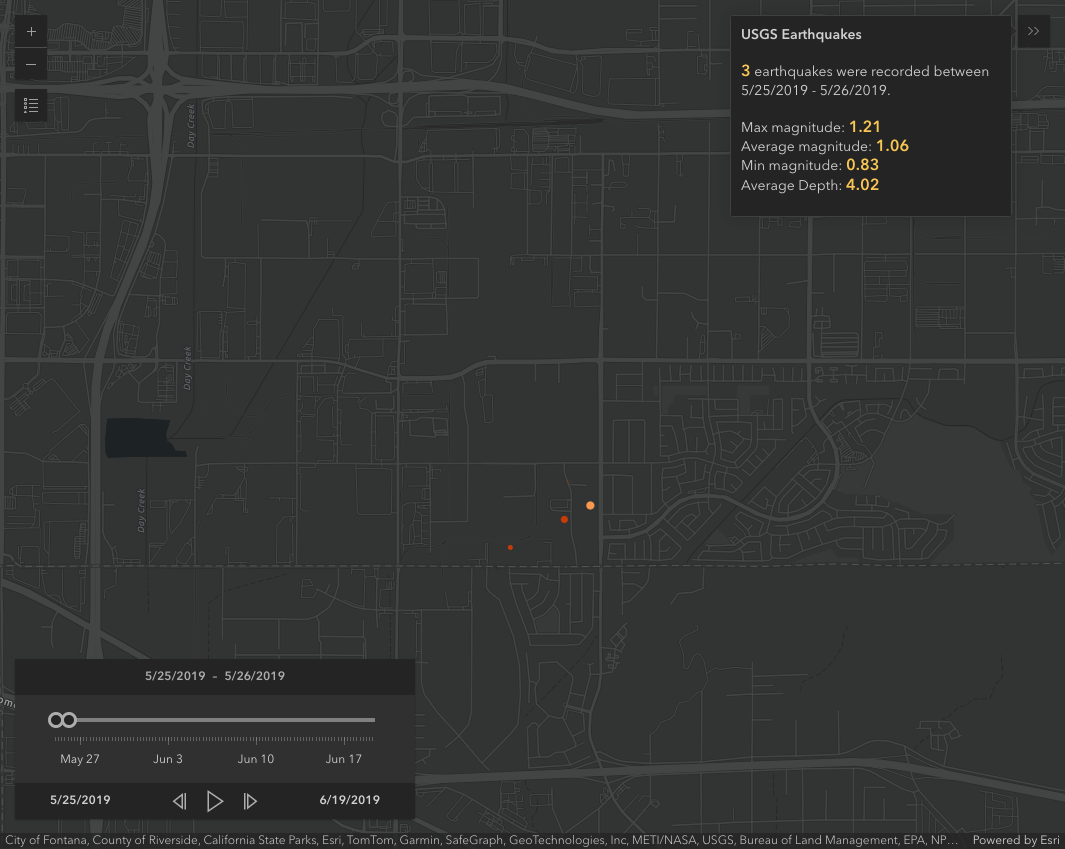 +
USGS Earthquakes
−
3 earthquakes were recorded between
5/25/2019 - 5/26/2019.
Max magnitude: 1.21
Average magnitude: 1.06
Min magnitude: 0.83
Average Depth: 4.02
Day Creek
Day Creek
Day Creek
5/25/2019 – 5/26/2019
May 27 Jun 3 Jun 10 Jun 17
5/25/2019 6/19/2019
City of Fontana, County of Riverside, California State Parks, Esri, TomTom, Garmin, SafeGraph, GeoTechnologies, Inc, METI/NASA, USGS, Bureau of Land Management, EPA, NP… Powered by Esri